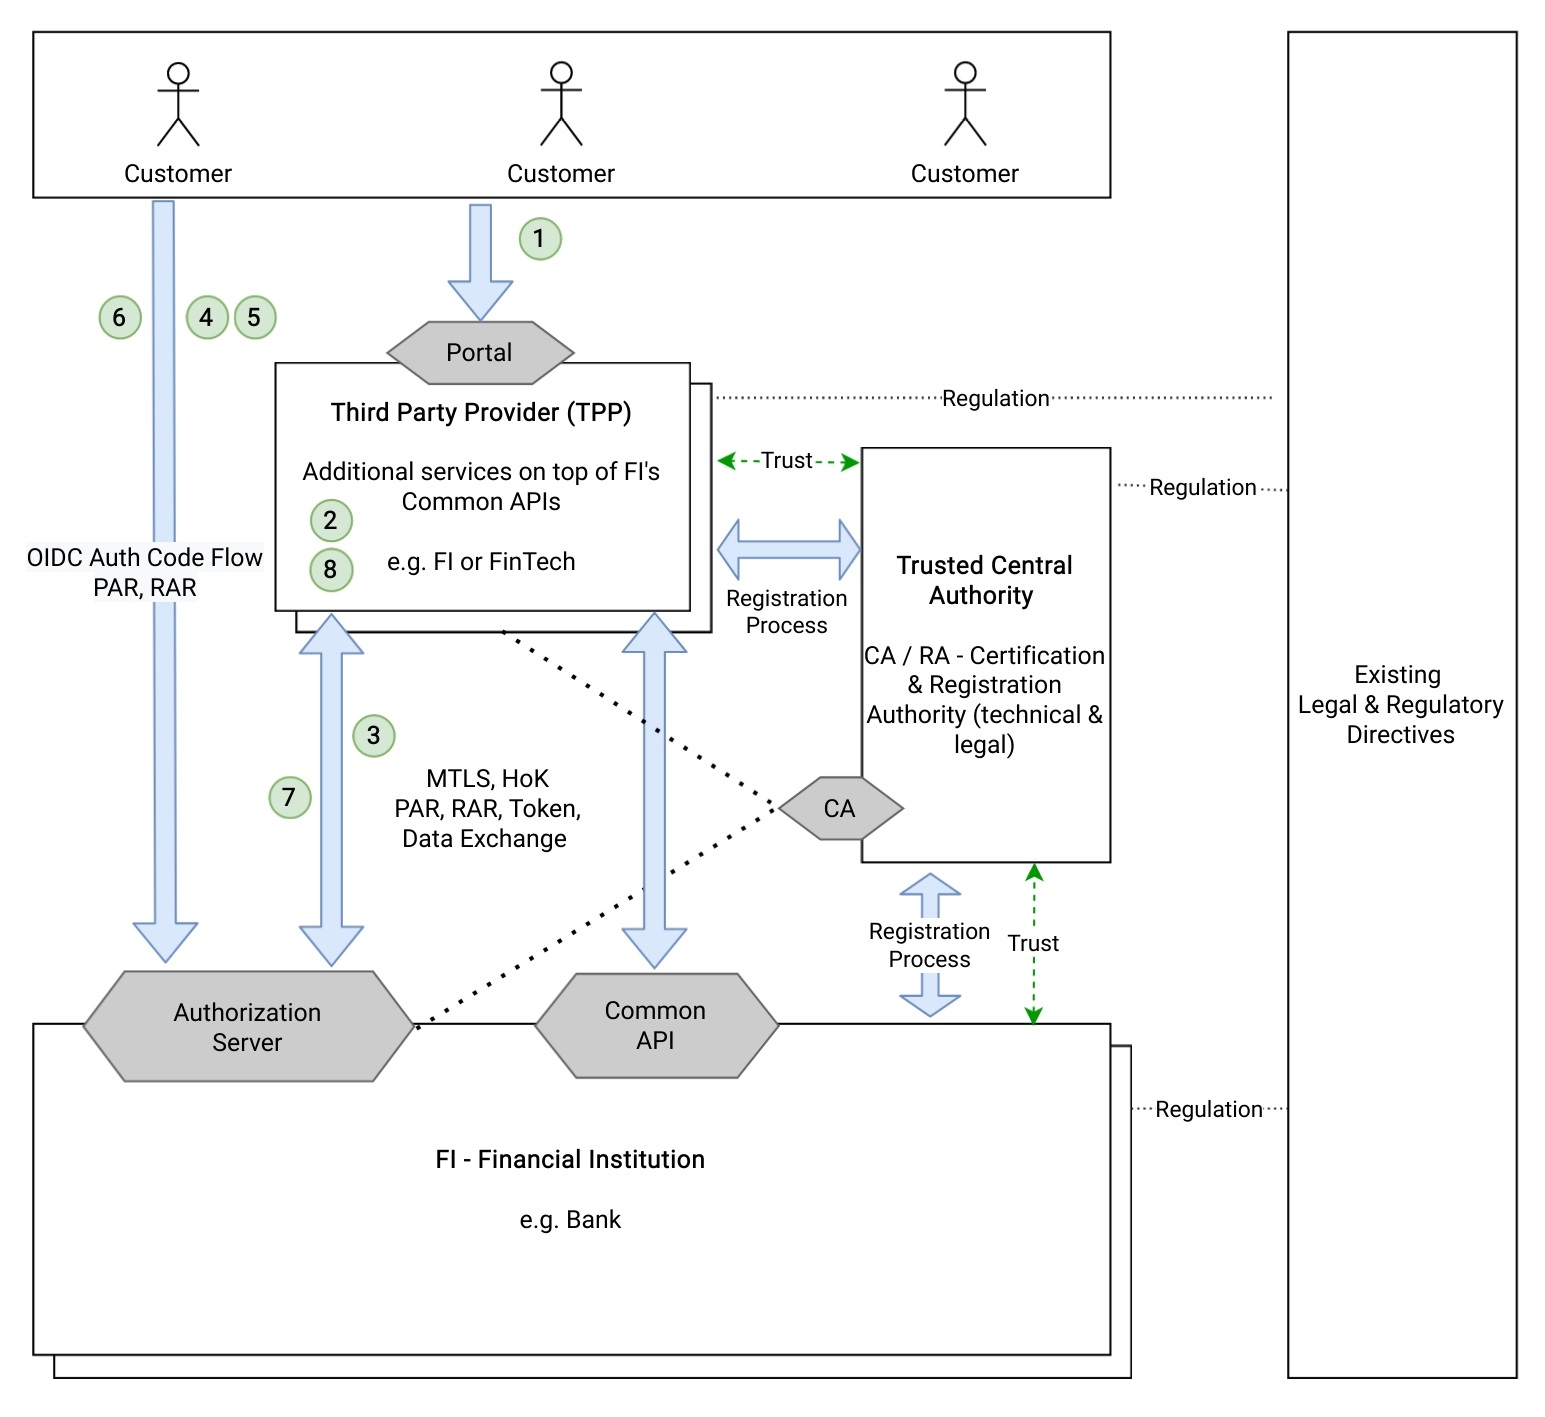 Customer
Customer
Customer
1
6
4
5
Portal
Third Party Provider (TPP)
Additional services on top of FI's
Common APIs
2
e.g. FI or FinTech
8
Regulation
Trust
Regulation
OIDC Auth Code Flow
PAR, RAR
Registration
Process
Trusted Central
Authority
CA / RA - Certification
& Registration
Authority (technical &
legal)
Existing
Legal & Regulatory
Directives
3
7
MTLS, HoK
PAR, RAR, Token,
Data Exchange
CA
Registration
Process
Trust
Authorization
Server
Common
API
Regulation
FI - Financial Institution
e.g. Bank